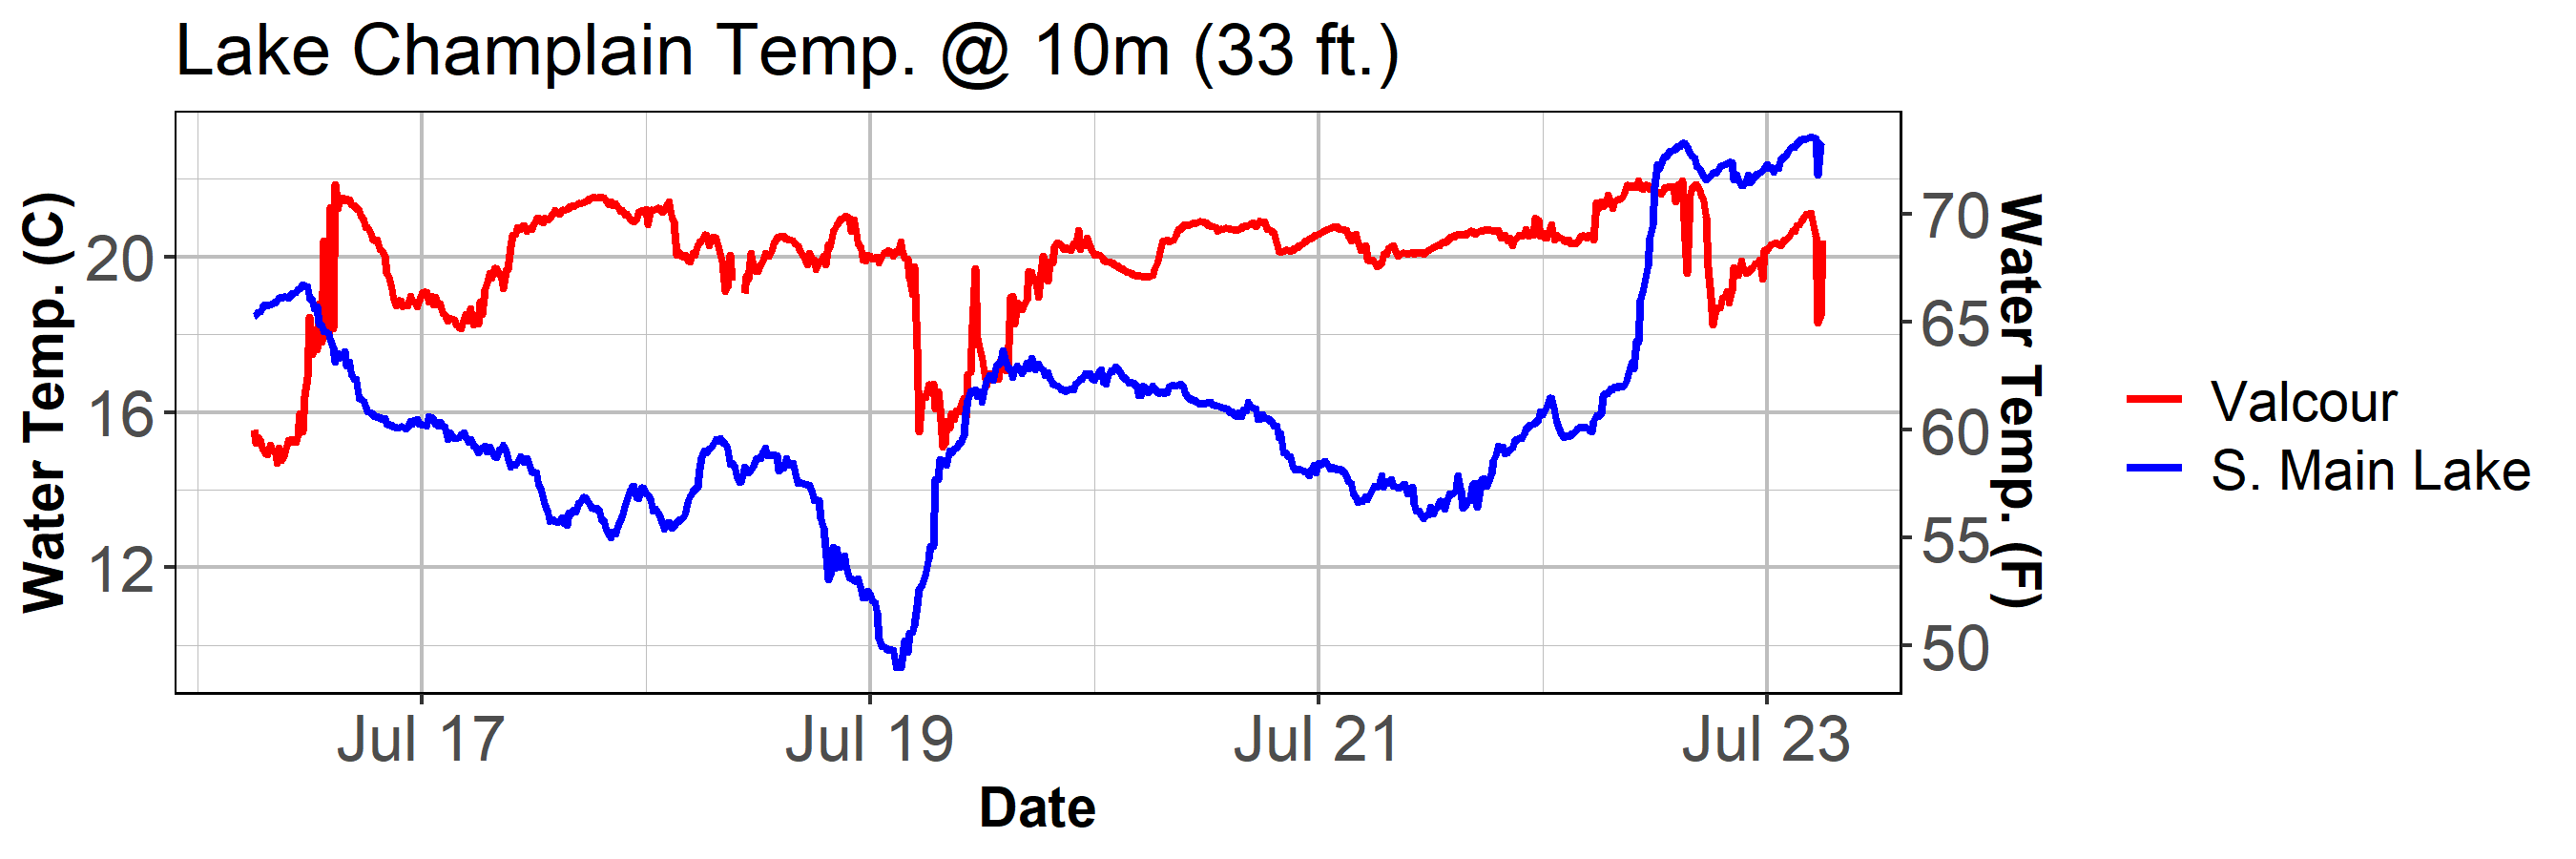 Lake Champlain Temp. @ 10m (33 ft.)
Water Temp. (C)
20
16
12
70
65
60
55
50
Water Temp. (F)
Jul 17
Jul 19
Jul 21
Jul 23
Date
Valcour
S. Main Lake